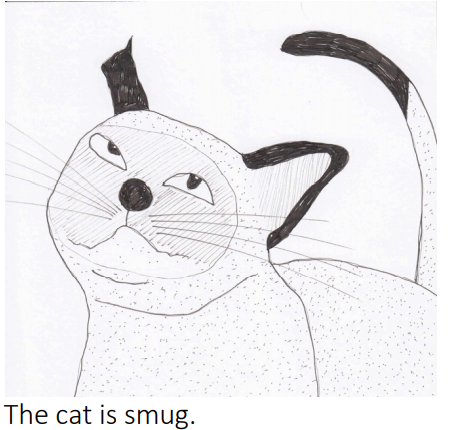 The cat is smug.